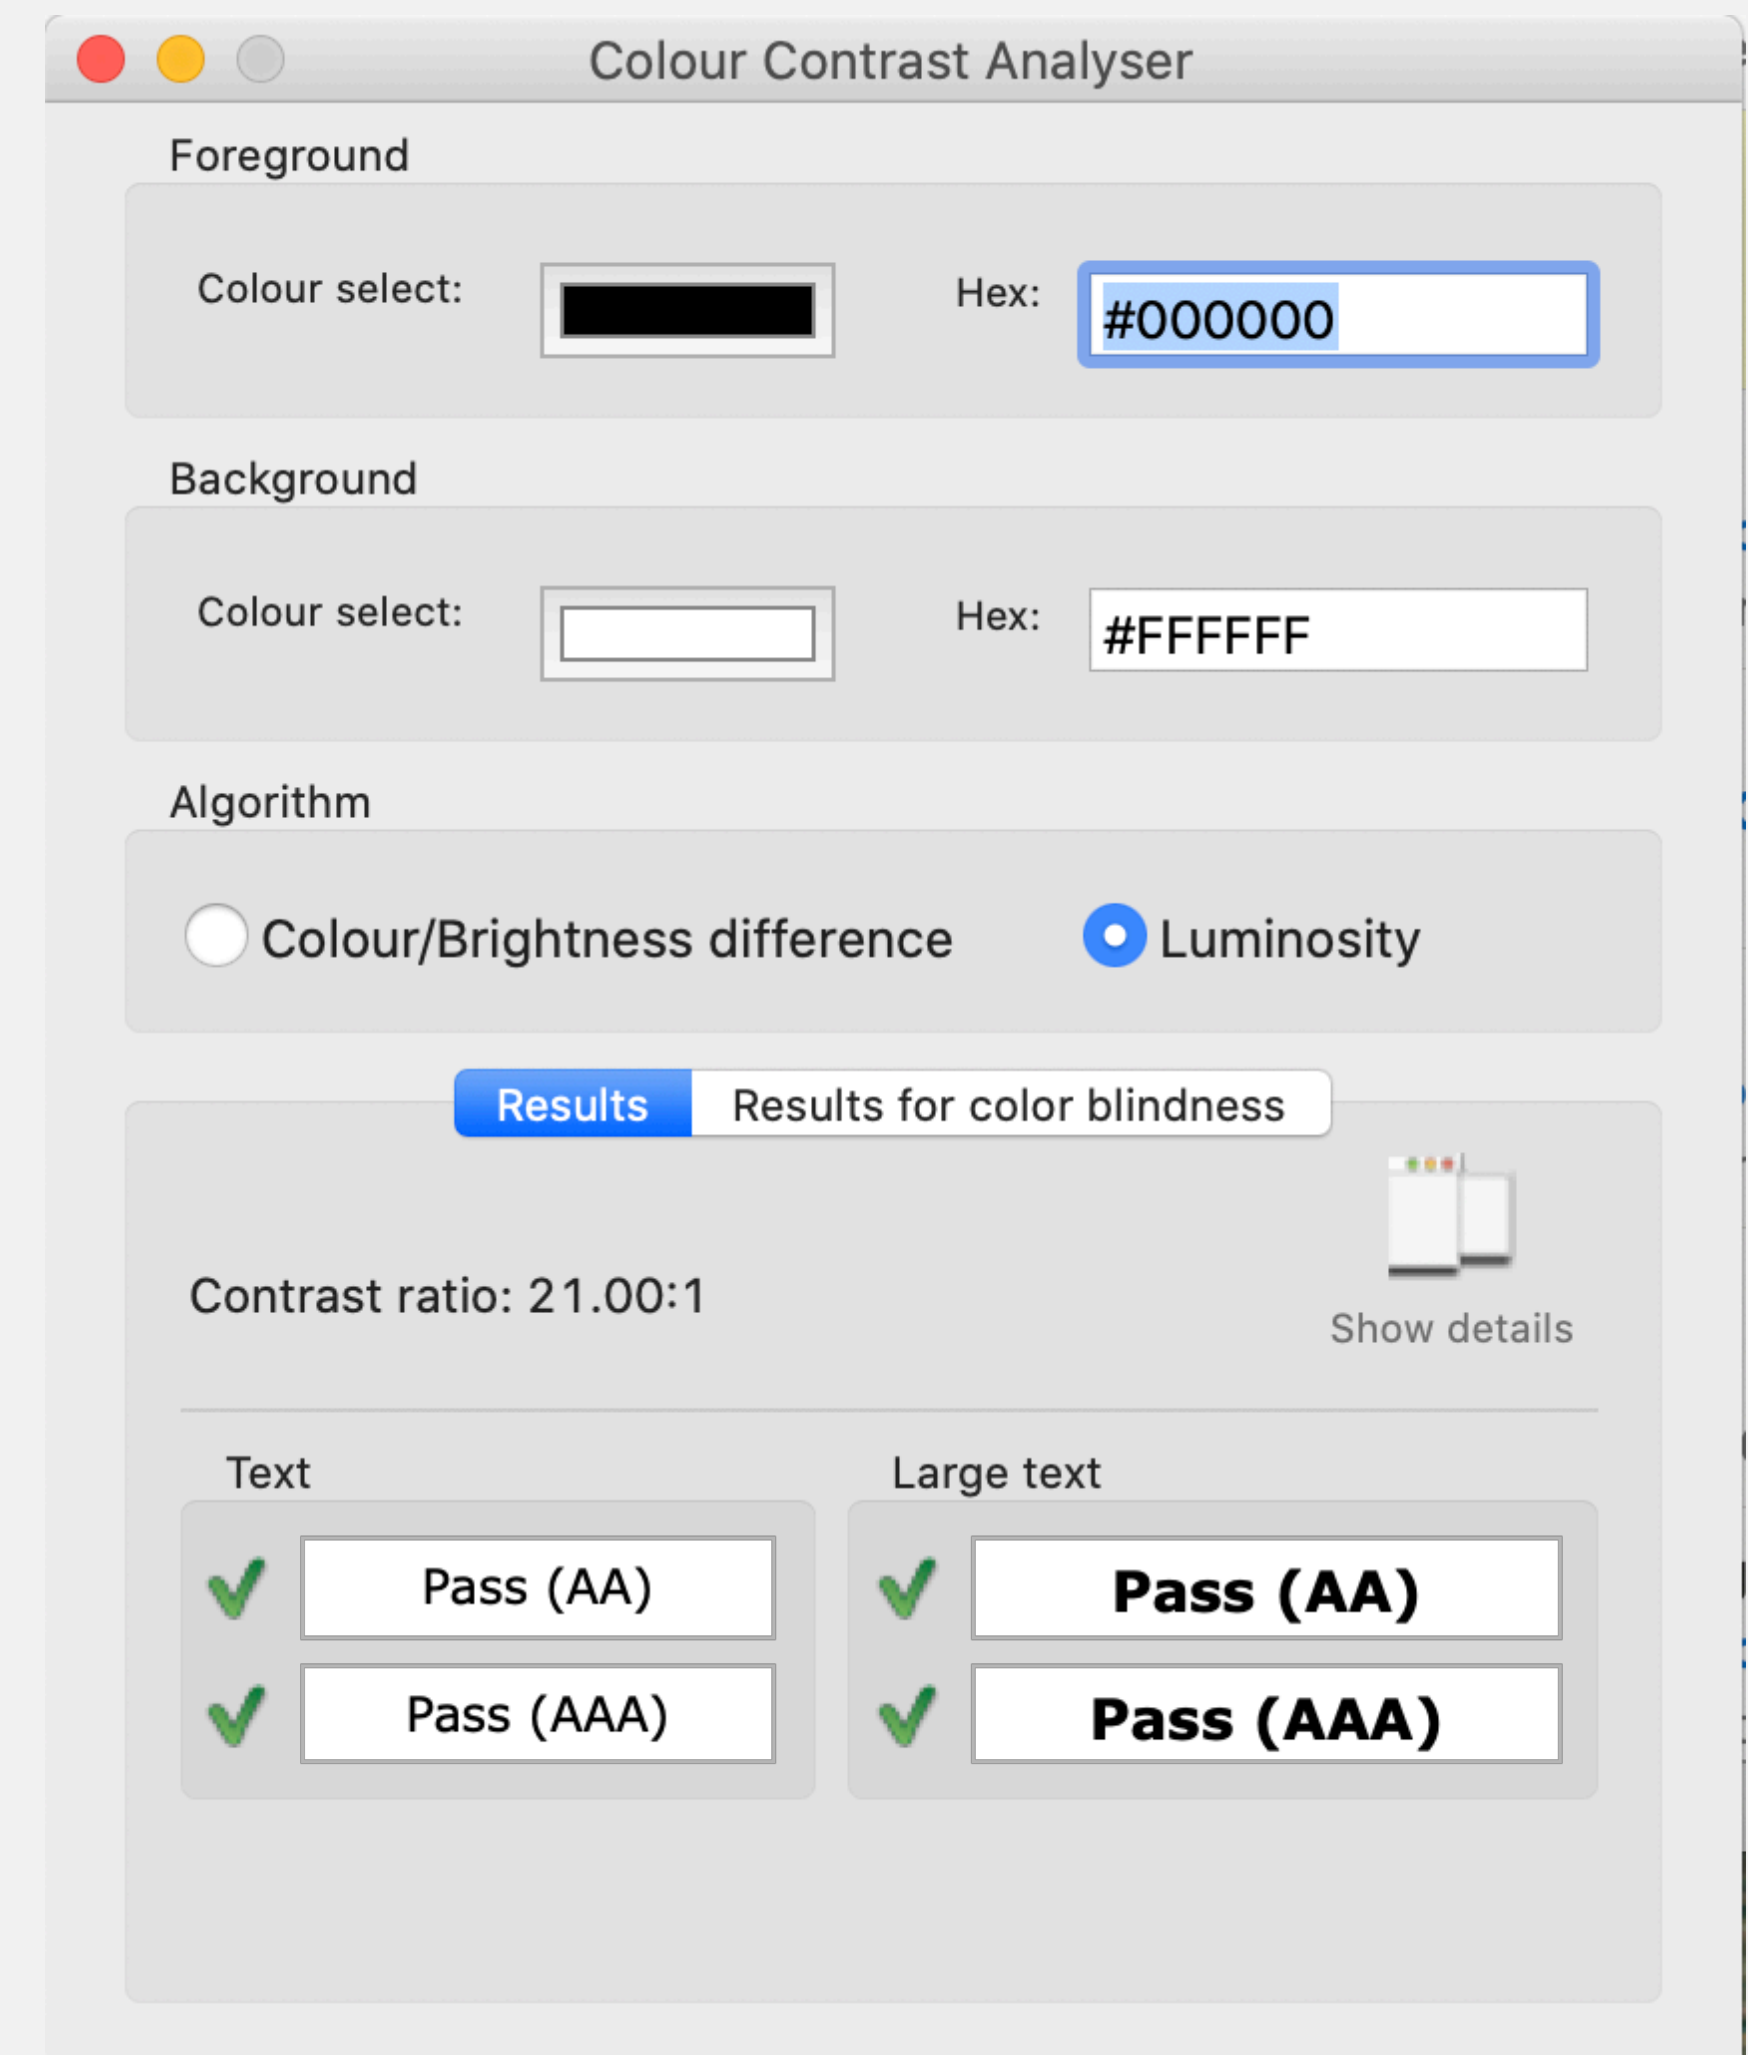 Colour Contrast Analyser
Foreground
Colour select:
Hex: #000000
Background
Colour select:
Hex: #FFFFFF
Algorithm
Colour/Brightness difference
Luminosity
Results
Results for color blindness
Contrast ratio: 21.00:1
Show details
Text
Large text
Pass (AA)
Pass (AA)
Pass (AAA)
Pass (AAA)